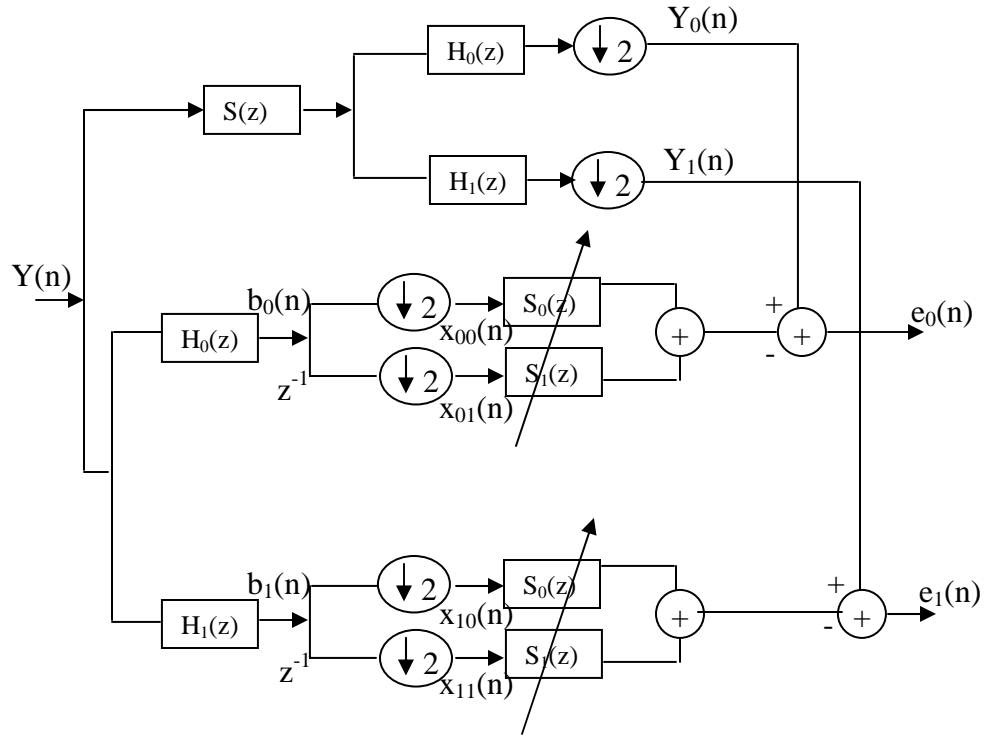 Y₀(n)
H₀(z)
↓ 2
S(z)
H₁(z)
↓ 2
Y₁(n)
Y(n)
b₀(n)
H₀(z)
z⁻¹
↓ 2
x₀₀(n)
S₀(z)
↓ 2
x₀₁(n)
S₁(z)
+
+
-
+
e₀(n)
b₁(n)
H₁(z)
z⁻¹
↓ 2
x₁₀(n)
S₀(z)
↓ 2
x₁₁(n)
S₁(z)
+
+
-
+
e₁(n)